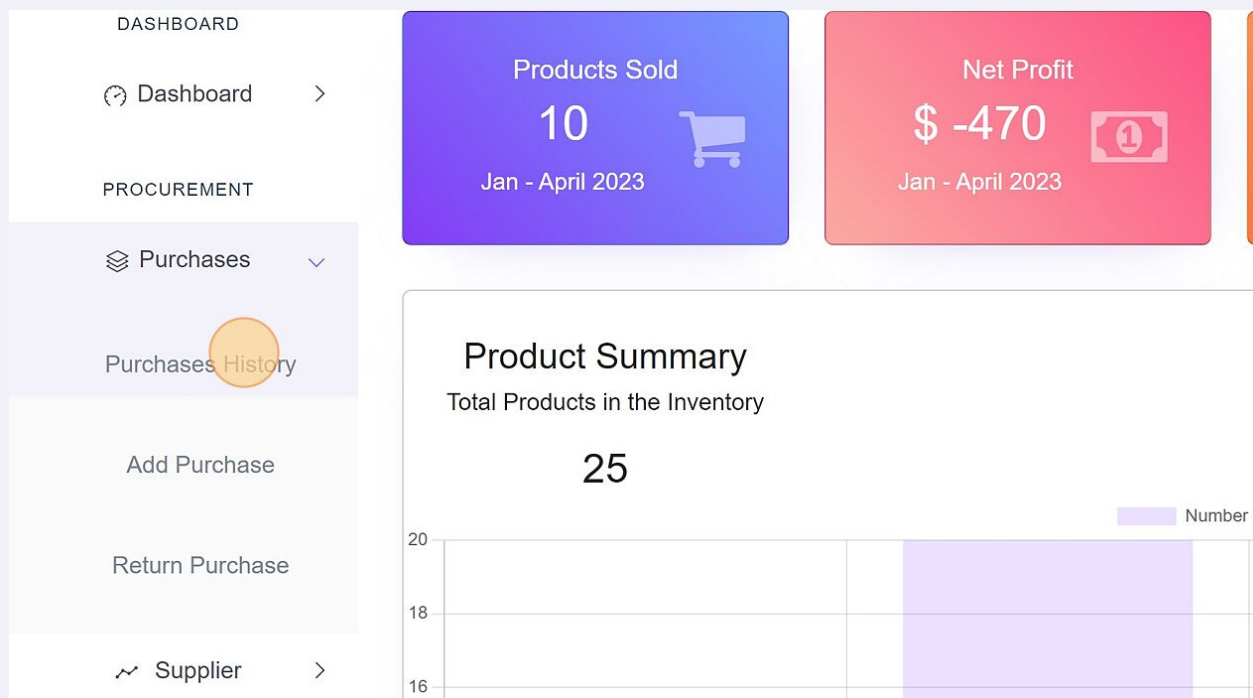 DASHBOARD
Dashboard
PROCUREMENT
Purchases
Purchases History
Add Purchase
Return Purchase
Supplier
Products Sold
10
Jan - April 2023
Net Profit
$ -470
1
Jan - April 2023
Product Summary
Total Products in the Inventory
25
Number
20
18
16